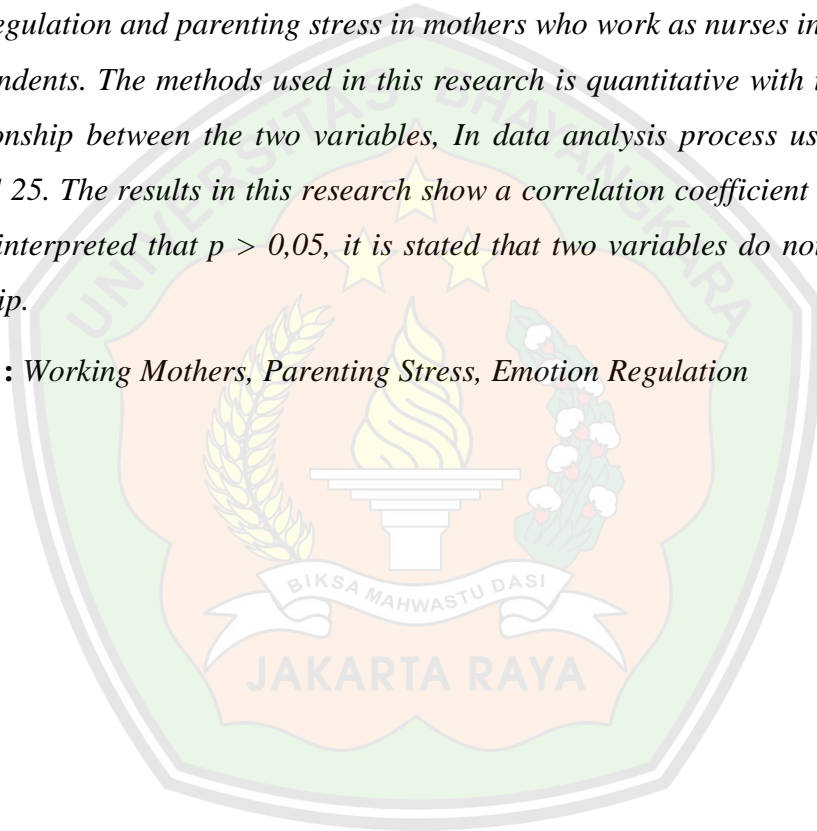 egulation and parenting stress in mothers who work as nurses in
ndents. The methods used in this research is quantitative with
onship between the two variables, In data analysis process us
25. The results in this research show a correlation coefficient
interpreted that p > 0,05, it is stated that two variables do not
ip.
: Working Mothers, Parenting Stress, Emotion Regulation
UNIVERSITAS BHAYANGKARA
BIKSA MAHWASTU DASI
JAKARTA RAYA